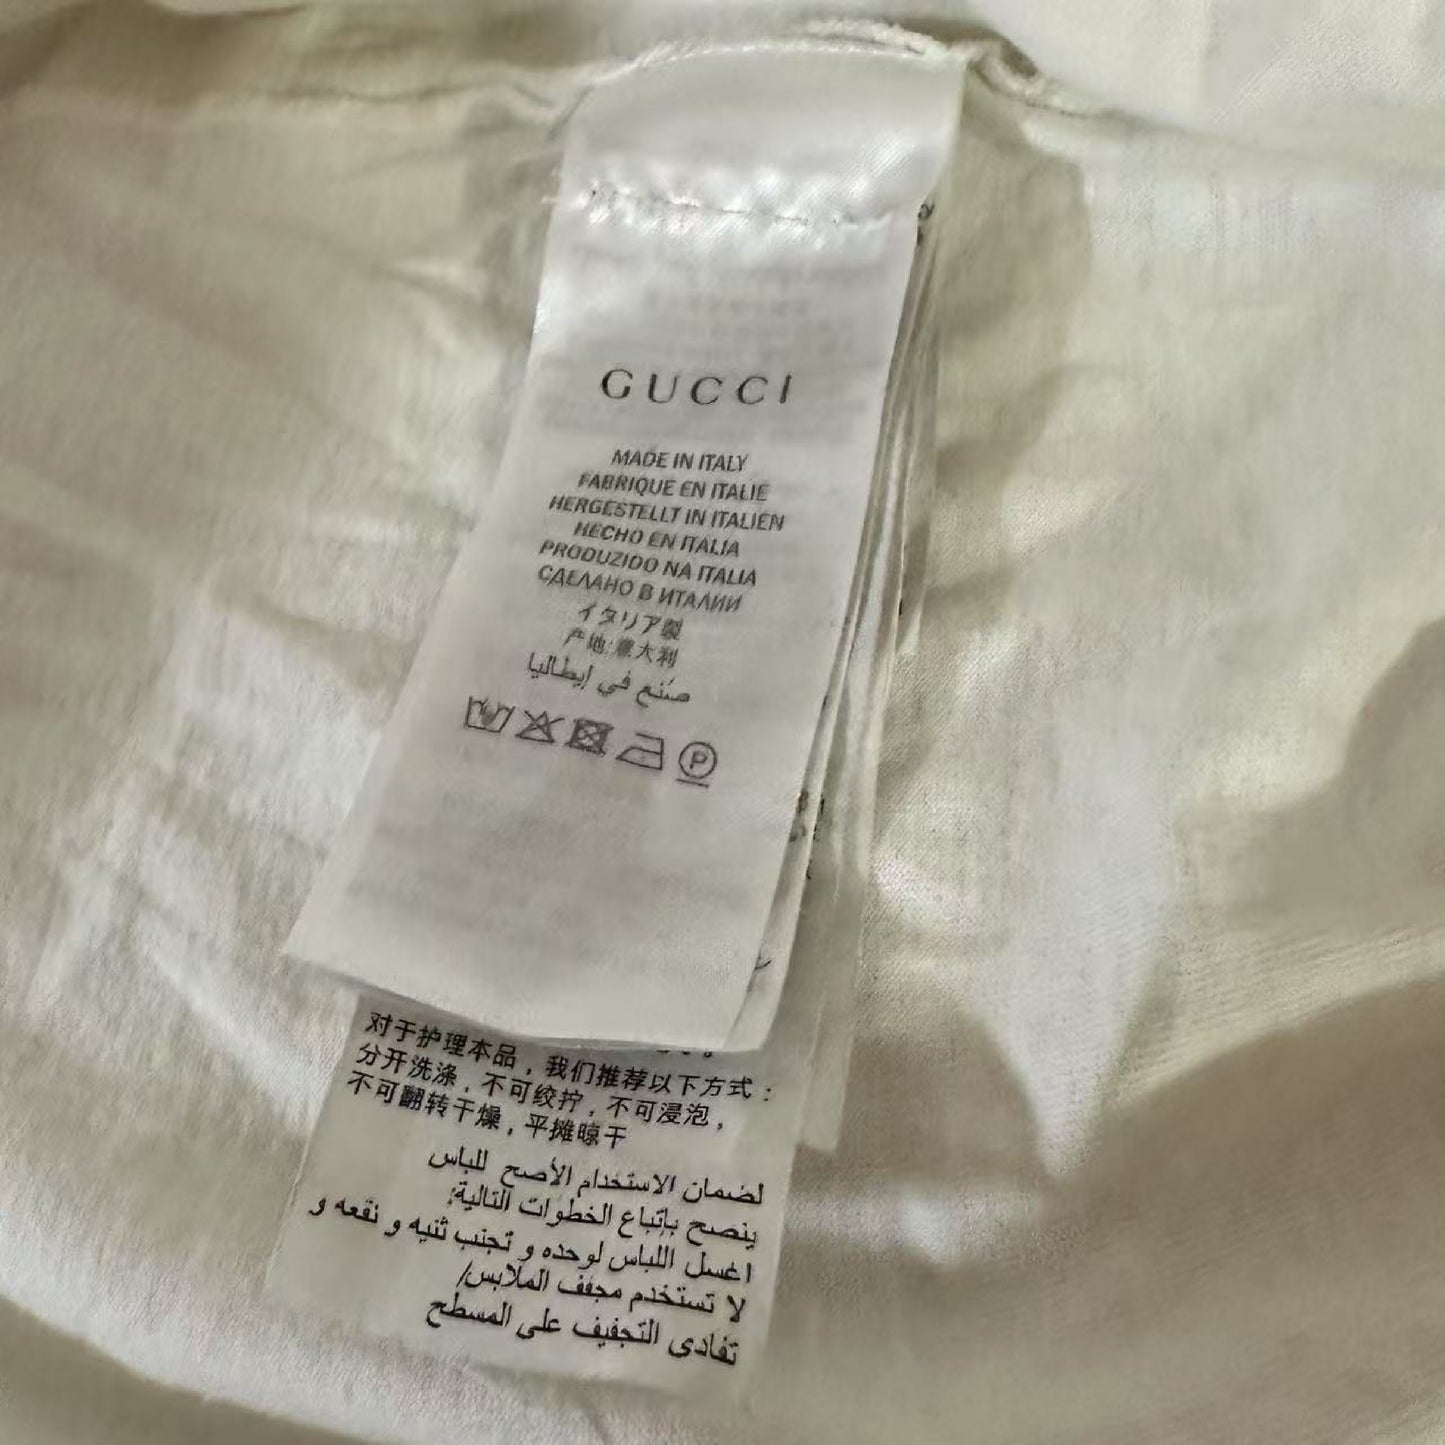 GUCCI
MADE IN ITALY
FABRIQUE EN ITALIE
HERGESTELLT IN ITALIEN
HECHO EN ITALIA
PRODUZIDO NA ITALIA
СДЕЛАНО В ИТАЛИИ
イタリア製
产地:意大利
صُنع في إيطاليا
P
对于护理本品，我们推荐以下方式：
分开洗涤，不可绞拧，不可浸泡，
不可翻转干燥，平摊晾干
لضمان الاستخدام الأصح للباس
ينصح بإتباع الخطوات التالية:
اغسل اللباس لوحده و تجنب ثنيه و نقعه و
لا تستخدم مجفف الملابس/
تفادى التجفيف على المسطح